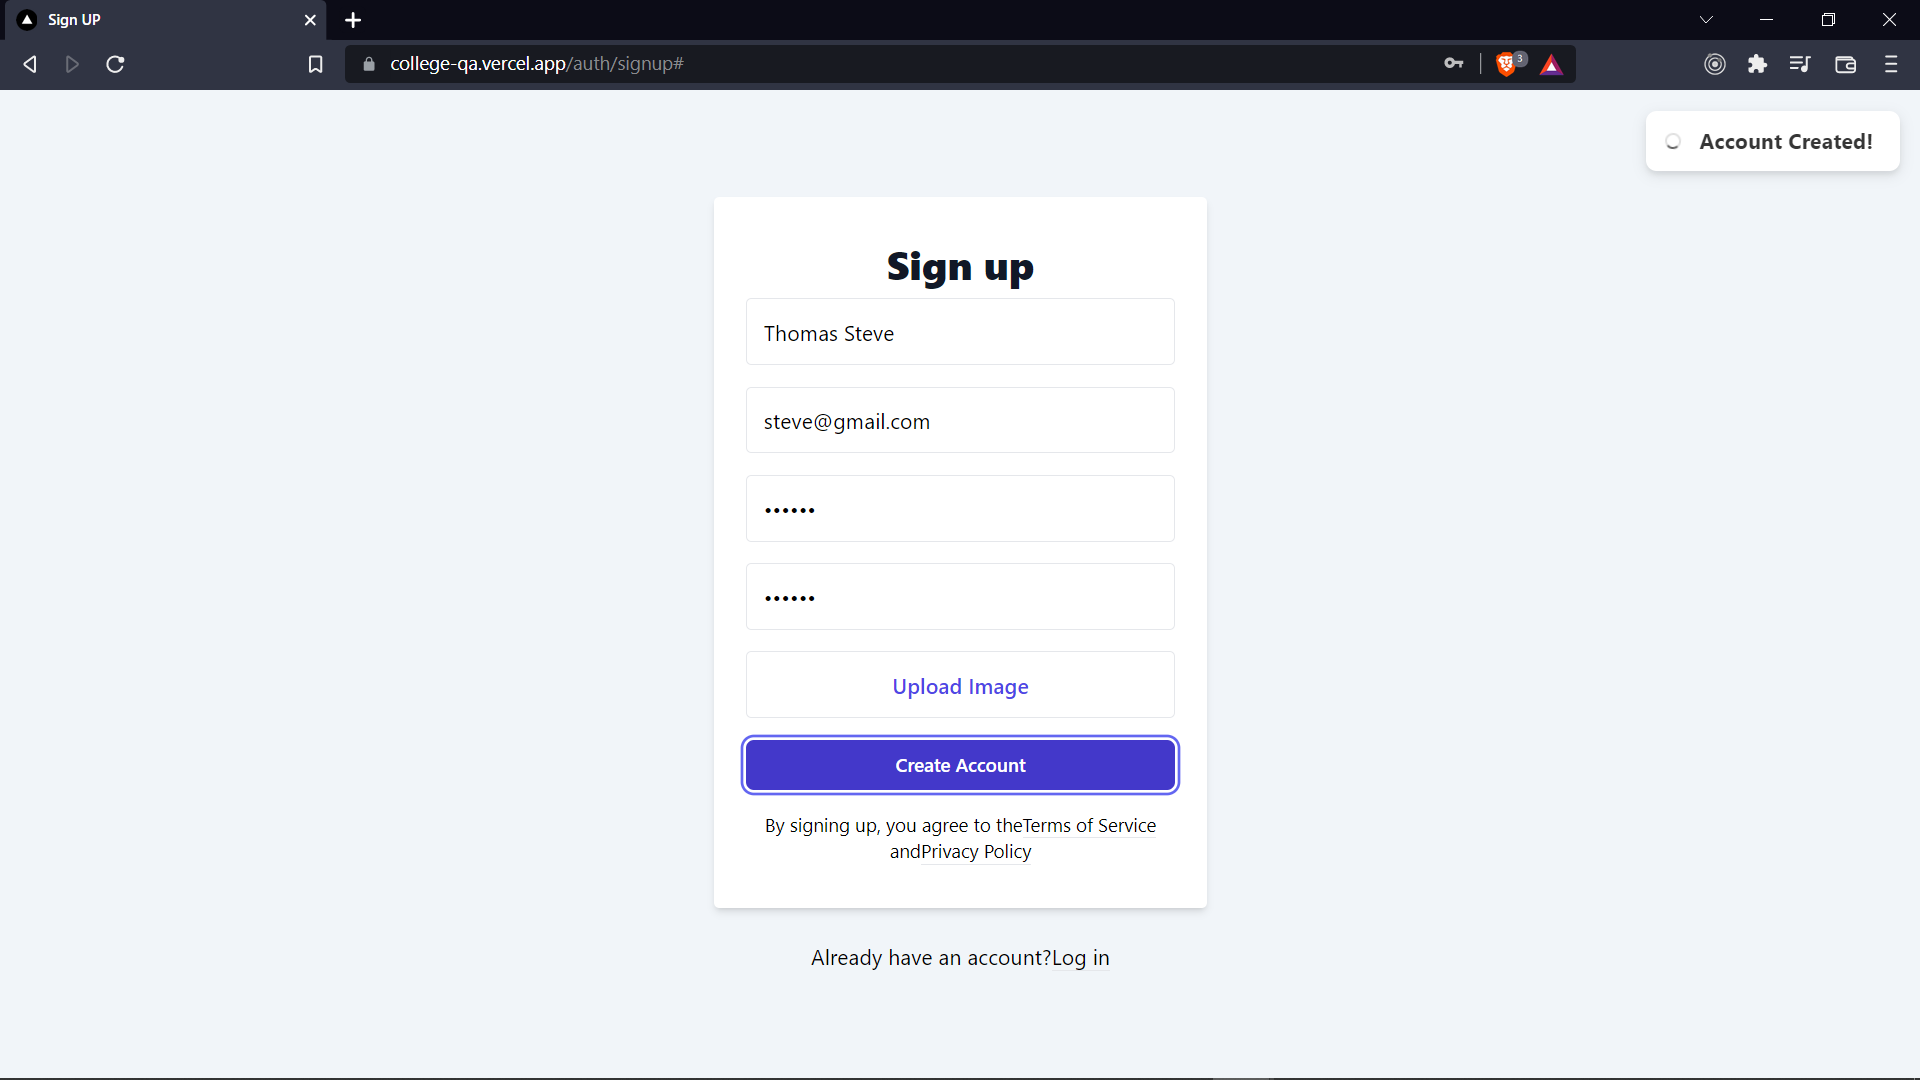 Sign UP
college-qa.vercel.app/auth/signup#
3
Account Created!
Sign up
Thomas Steve
steve@gmail.com
••••••
••••••
Upload Image
Create Account
By signing up, you agree to theTerms of Service
andPrivacy Policy
Already have an account?Log in